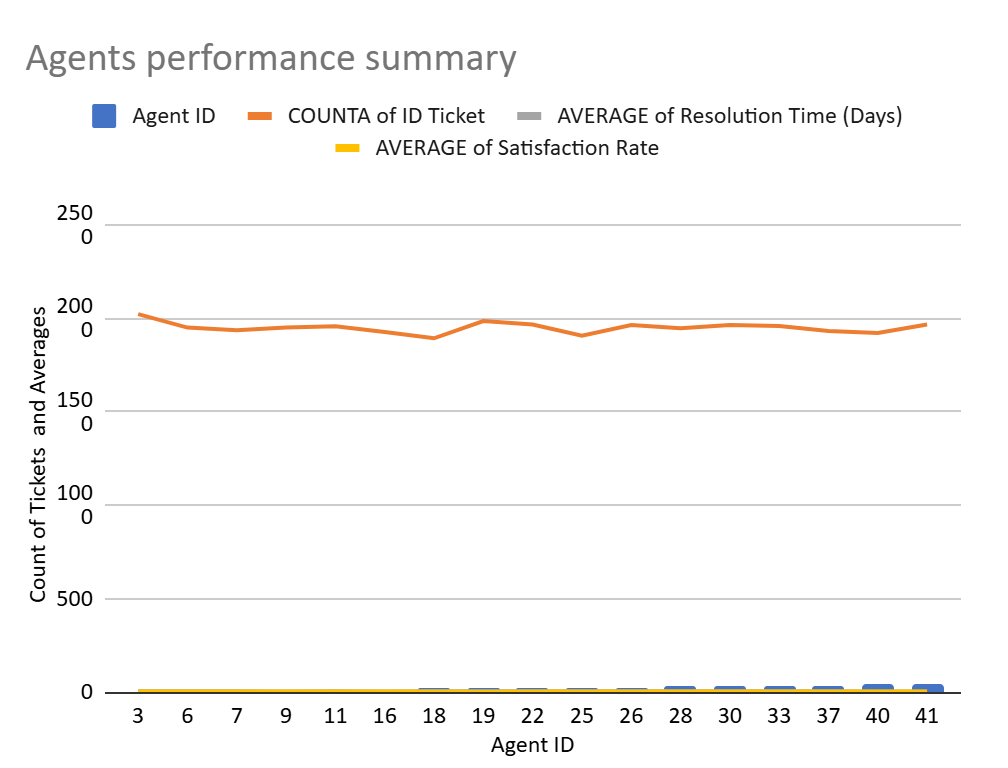 Agents performance summary
Agent ID COUNTA of ID Ticket AVERAGE of Resolution Time (Days)
AVERAGE of Satisfaction Rate
250
0
200
0
150
0
100
0
500
0
Count of Tickets and Averages
3 6 7 9 11 16 18 19 22 25 26 28 30 33 37 40 41
Agent ID